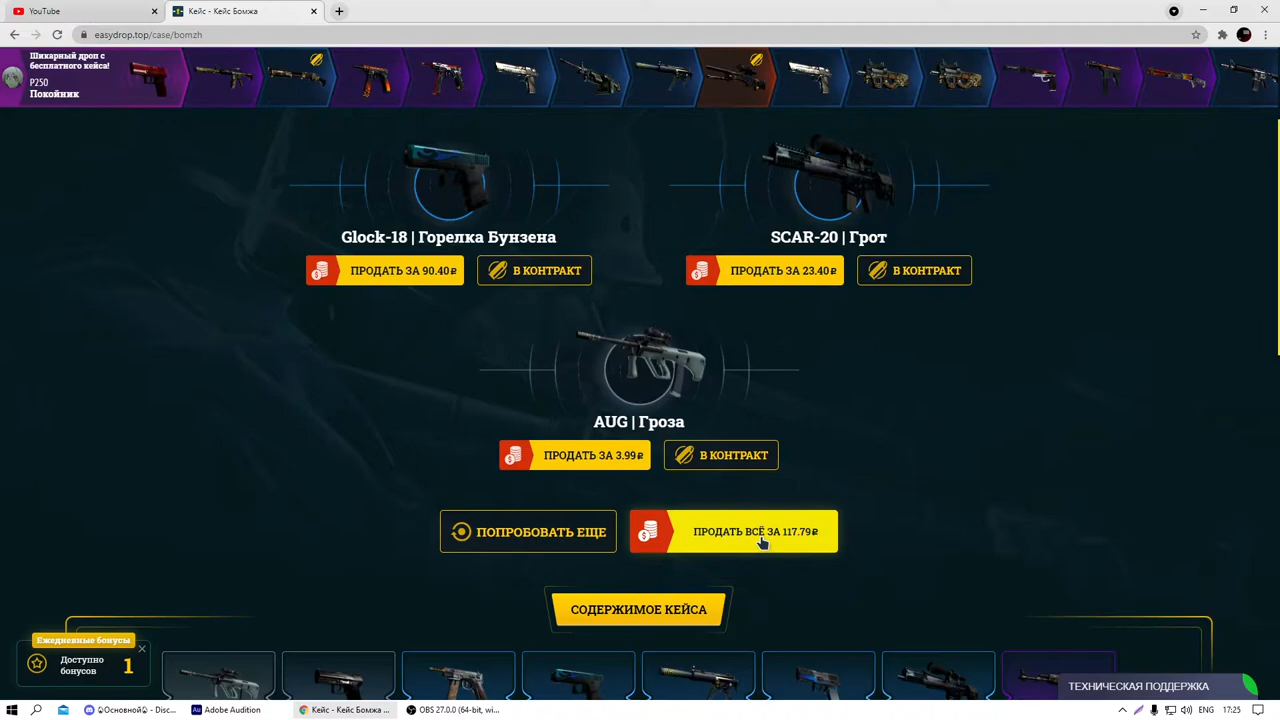 YouTube
Кейс - Кейс Бомжа
easydrop.top/case/bomzh
Шикарный дроп с
бесплатного кейса!
P250
Покойник
Glock-18 | Горелка Бунзена
SCAR-20 | Грот
ПРОДАТЬ ЗА 90.40₽
В КОНТРАКТ
ПРОДАТЬ ЗА 23.40₽
В КОНТРАКТ
AUG | Гроза
ПРОДАТЬ ЗА 3.99₽
В КОНТРАКТ
ПОПРОБОВАТЬ ЕЩЕ
ПРОДАТЬ ВСЁ ЗА 117.79₽
СОДЕРЖИМОЕ КЕЙСА
Ежедневные бонусы
Доступно
бонусов
1
ТЕХНИЧЕСКАЯ ПОДДЕРЖКА
Основной - Disc...
Adobe Audition
Кейс - Кейс Бомжа ...
OBS 27.0.0 (64-bit, wi...
ENG
17:25